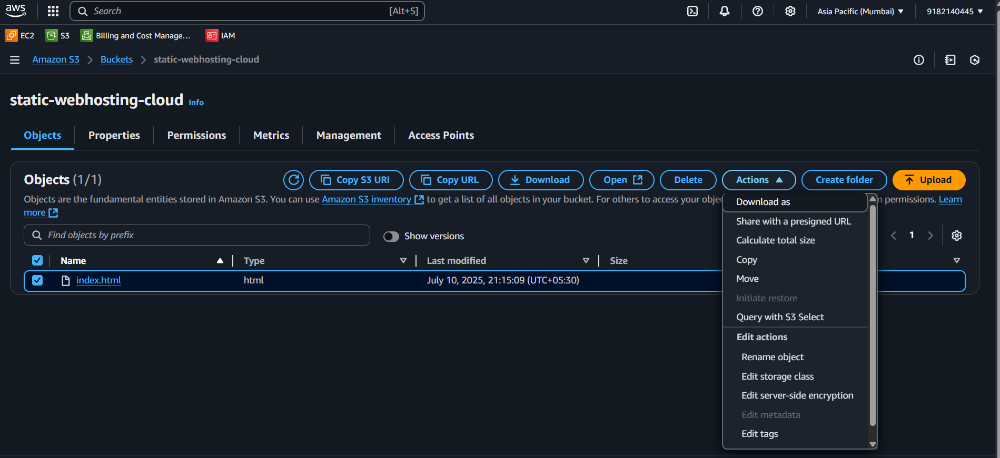 aws Search [Alt+S] Asia Pacific (Mumbai) 9182140445
EC2 S3 Billing and Cost Manage... IAM
Amazon S3 Buckets static-webhosting-cloud
static-webhosting-cloud Info
Objects Properties Permissions Metrics Management Access Points
Objects (1/1) Copy S3 URI Copy URL Download Open Delete Actions Create folder Upload
Objects are the fundamental entities stored in Amazon S3. You can use Amazon S3 inventory to get a list of all objects in your bucket. For others to access your permissions. Learn
more
Find objects by prefix Show versions 1
Name Type Last modified Size
index.html html July 10, 2025, 21:15:09 (UTC+05:30)
Download as
Share with a presigned URL
Calculate total size
Copy
Move
Initiate restore
Query with S3 Select
Edit actions
Rename object
Edit storage class
Edit server-side encryption
Edit metadata
Edit tags